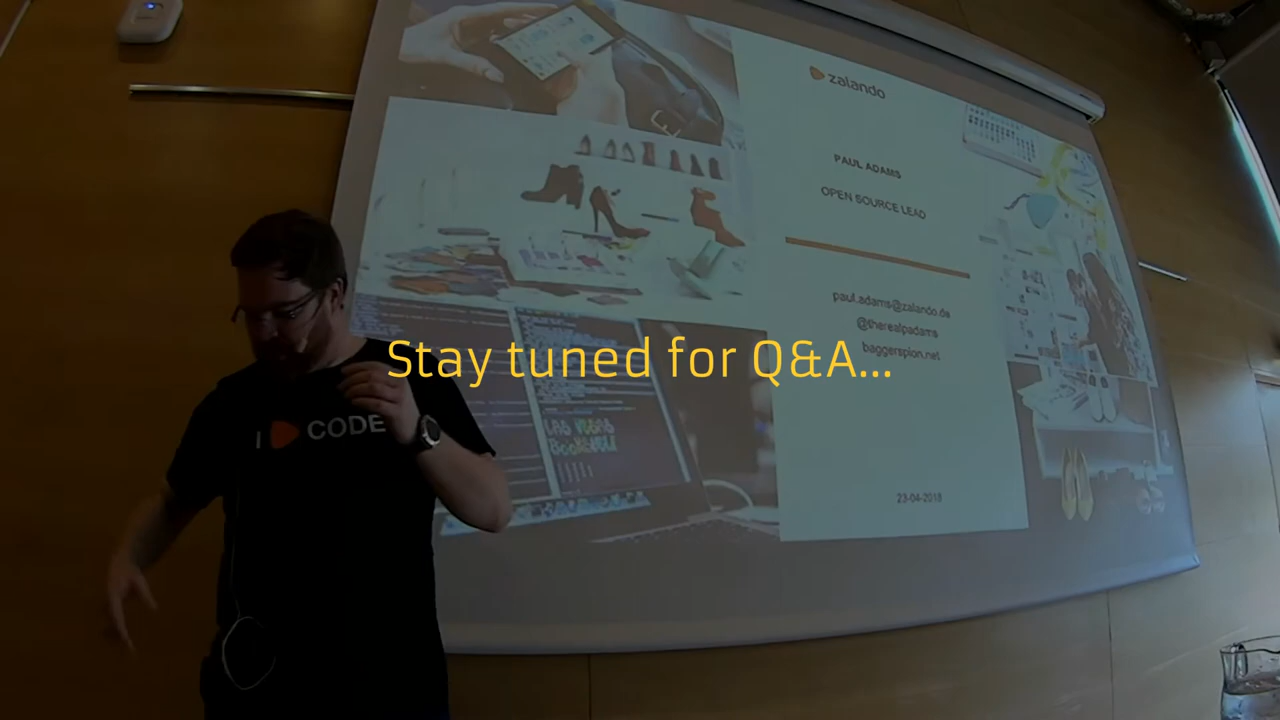 zalando
PAUL ADAMS
OPEN SOURCE LEAD
paul.adams@zalando.de
@therealpadams
baggerspion.net
Stay tuned for Q&A...
I CODE
23-04-2018